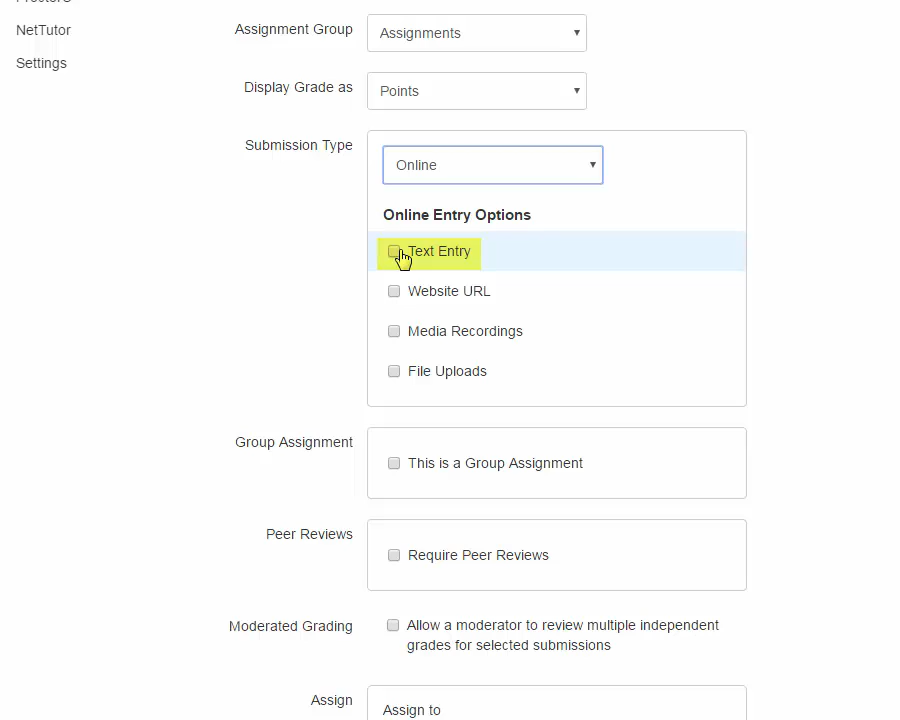 NetTutor
Settings
Assignment Group
Assignments
Display Grade as
Points
Submission Type
Online
Online Entry Options
Text Entry
Website URL
Media Recordings
File Uploads
Group Assignment
This is a Group Assignment
Peer Reviews
Require Peer Reviews
Moderated Grading
Allow a moderator to review multiple independent
grades for selected submissions
Assign
Assign to